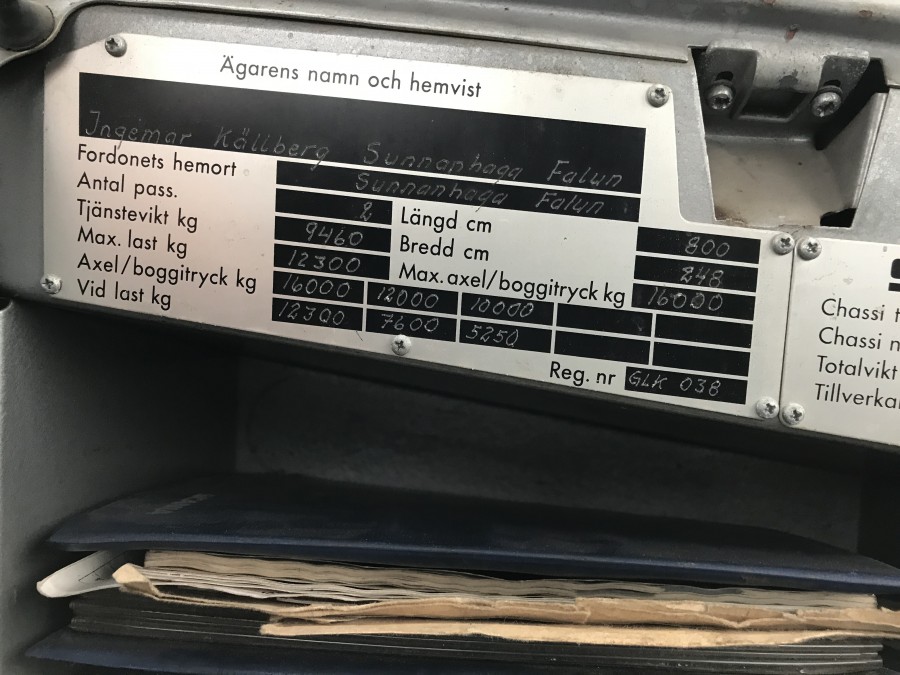 Ägarens namn och hemvist
Ingemar Källberg Sunnanhaga Falun
Fordonets hemort Sunnanhaga Falun
Antal pass. 2 Längd cm 800
Tjänstevikt kg 9460 Bredd cm 248
Max. last kg 12300 Max.axel/boggitryck kg 16000
Axel/boggitryck kg 16000 12000 10000
Vid last kg 12300 7600 5250
Reg. nr GLK 038
Chassi
Chassi
Totalvikt